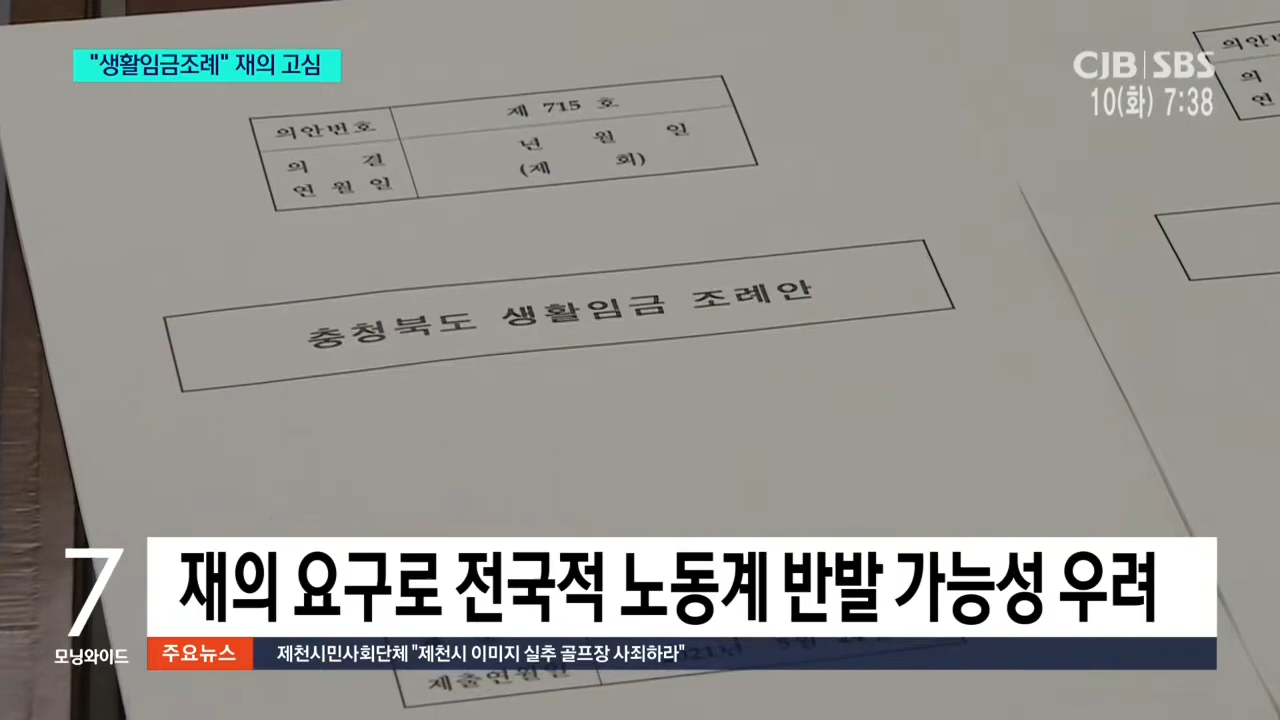 "생활임금조례" 재의 고심
CJB SBS
10(화) 7:38
의안번호 제 715 호
의 결 년 월 일
연 월 일 (제 회)
의안번
의
연
충청북도 생활임금 조례안
재의 요구로 전국적 노동계 반발 가능성 우려
7
모닝와이드
주요뉴스 제천시민사회단체 "제천시 이미지 실추 골프장 사죄하라"
제출연월일